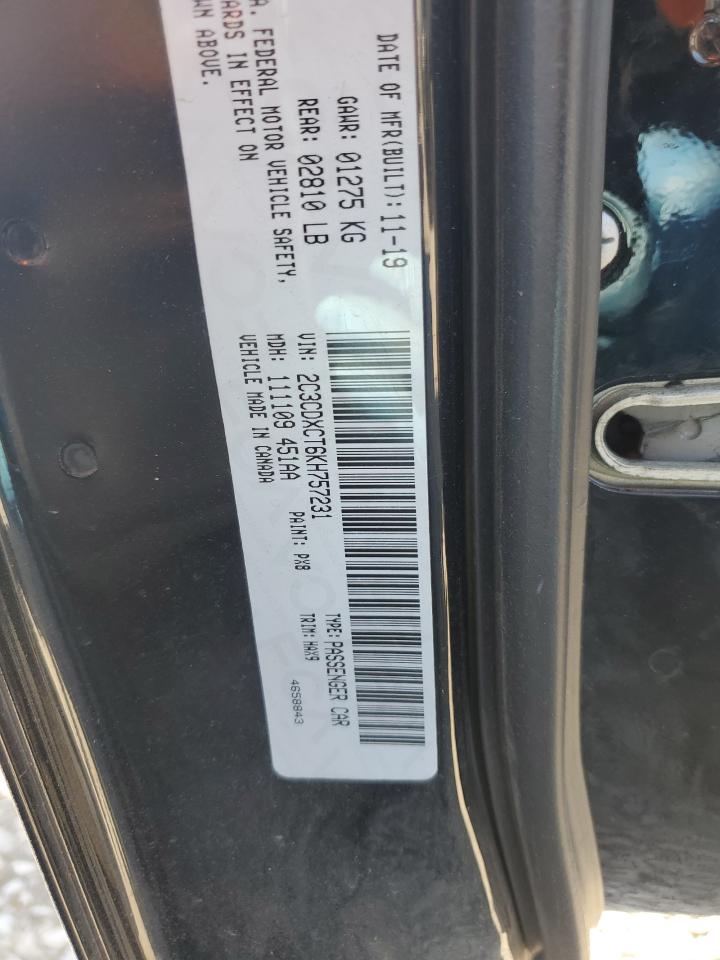 DATE OF MFR(BUILT): 11-19
GAWR: 01275 KG
REAR: 02810 LB
A. FEDERAL MOTOR VEHICLE SAFETY,
ARDS IN EFFECT ON
WN ABOVE.
VIN: 2C3CDXCT6KH757231
TYPE: PASSENGER CAR
MDH: 111109 451AA
PAINT: PX8
TRIM: HAX9
VEHICLE MADE IN CANADA
4658843